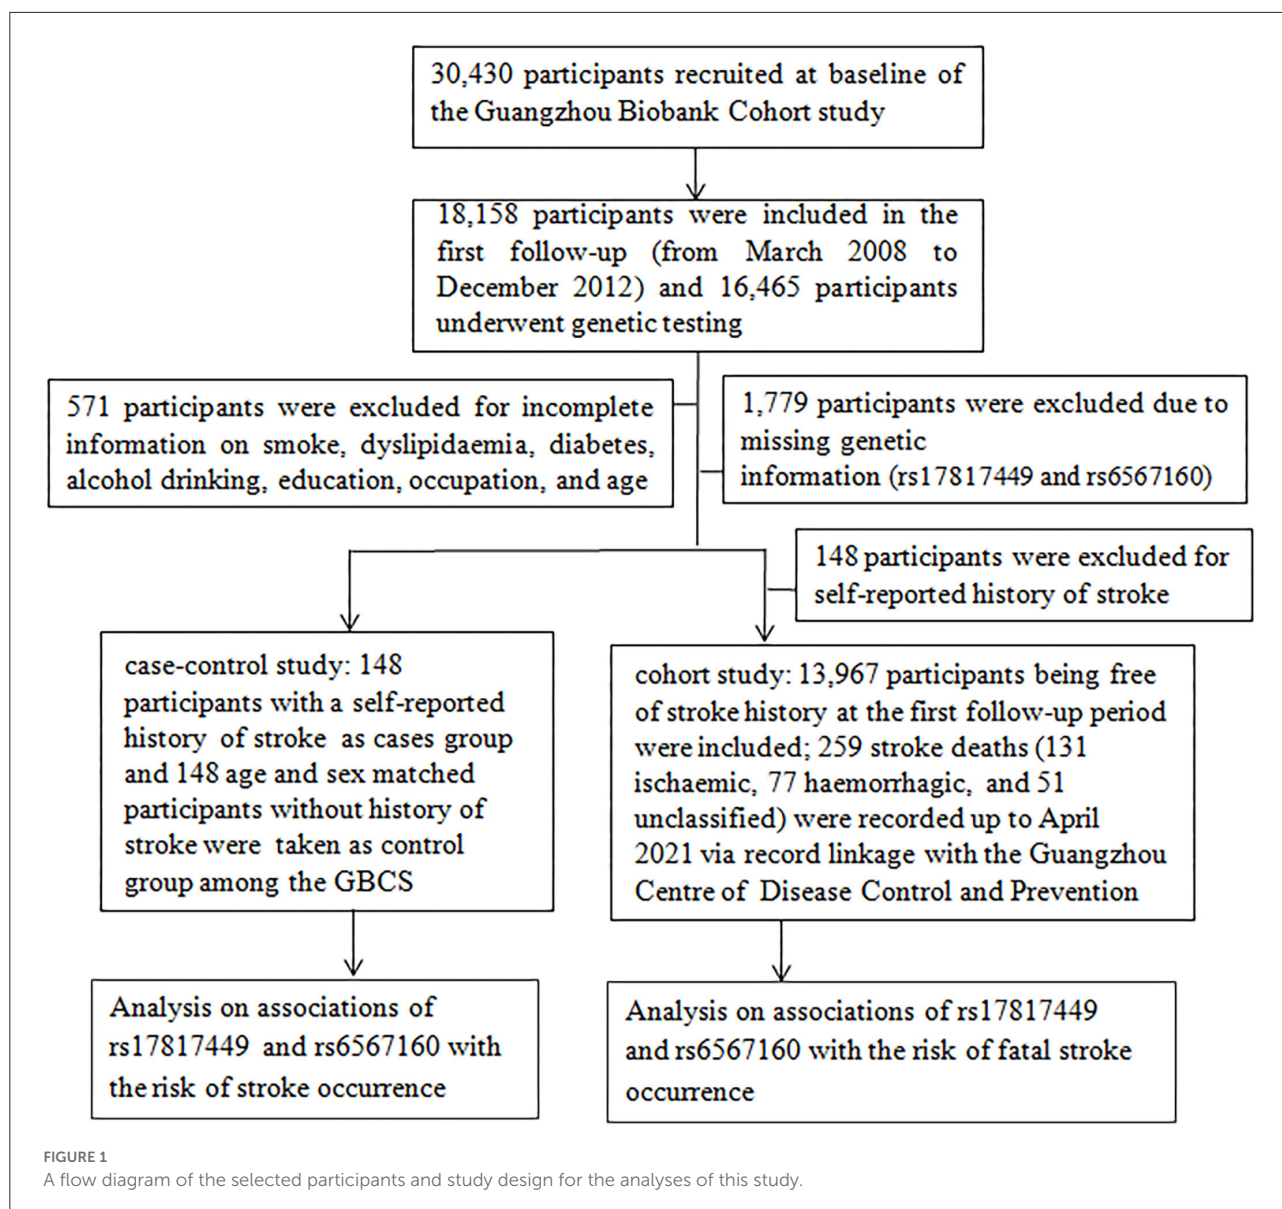 30,430 participants recruited at baseline of
the Guangzhou Biobank Cohort study
18,158 participants were included in the
first follow-up (from March 2008 to
December 2012) and 16,465 participants
underwent genetic testing
571 participants were excluded for incomplete
information on smoke, dyslipidaemia, diabetes,
alcohol drinking, education, occupation, and age
1,779 participants were excluded due to
missing genetic
information (rs17817449 and rs6567160)
148 participants were excluded for
self-reported history of stroke
case-control study: 148
participants with a self-reported
history of stroke as cases group
and 148 age and sex matched
participants without history of
stroke were taken as control
group among the GBCS
cohort study: 13,967 participants being free
of stroke history at the first follow-up period
were included; 259 stroke deaths (131
ischaemic, 77 haemorrhagic, and 51
unclassified) were recorded up to April
2021 via record linkage with the Guangzhou
Centre of Disease Control and Prevention
Analysis on associations of
rs17817449 and rs6567160 with
the risk of stroke occurrence
Analysis on associations of rs17817449
and rs6567160 with the risk of fatal stroke
occurrence
FIGURE 1
A flow diagram of the selected participants and study design for the analyses of this study.